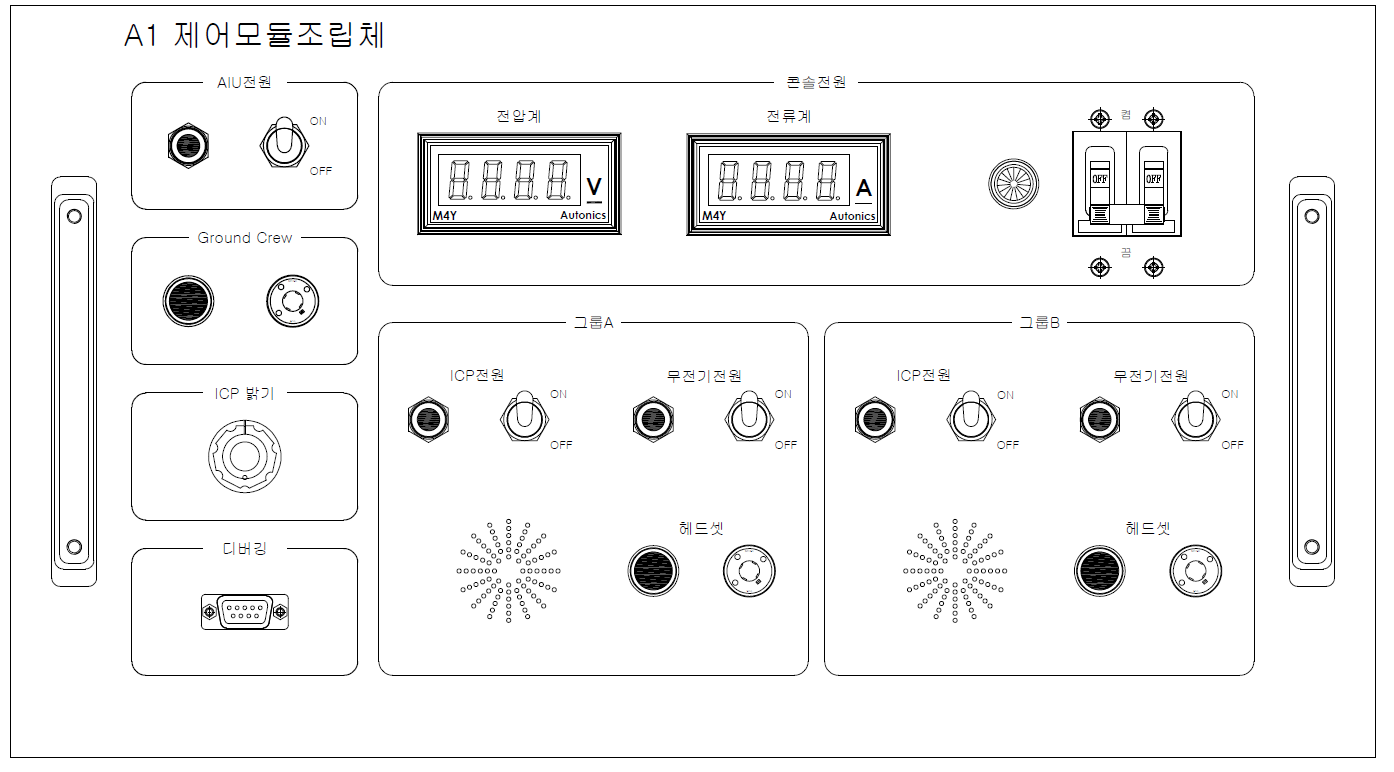 A1 제어모듈조립체
AIU전원
ON
OFF
Ground Crew
ICP 밝기
디버깅
콘솔전원
전압계
V
M4Y
Autonics
전류계
A
M4Y
Autonics
켬
OFF
OFF
끔
그룹A
ICP전원
ON
OFF
무전기전원
ON
OFF
헤드셋
그룹B
ICP전원
ON
OFF
무전기전원
ON
OFF
헤드셋